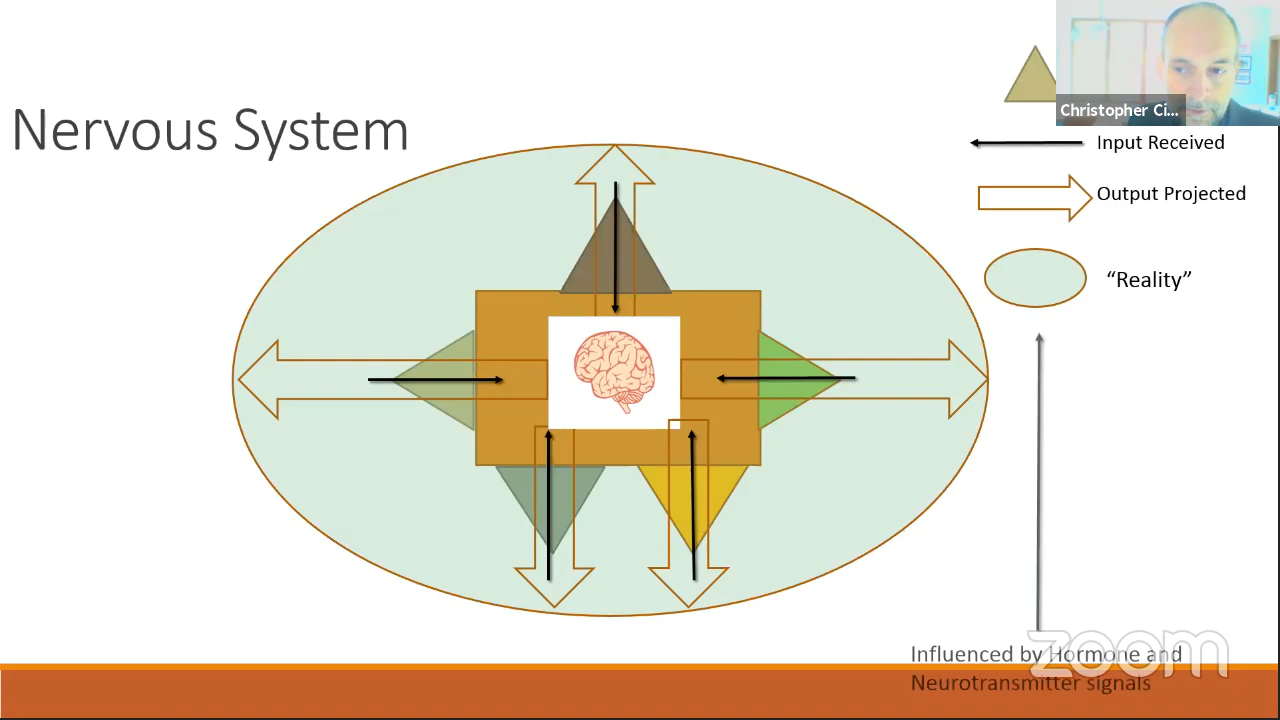 Nervous System
Christopher Ci...
Input Received
Output Projected
“Reality”
Influenced by Hormone and
Neurotransmitter signals
zoom